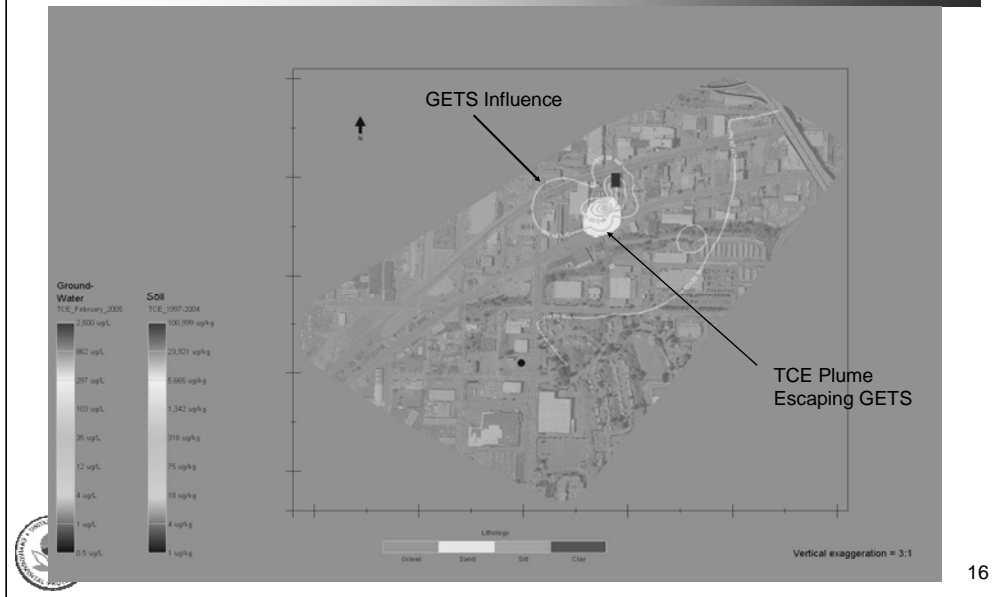 GETS Influence
N
TCE Plume
Escaping GETS
Ground-
Water
TCE_February_2005
2,500 ug/L
862 ug/L
297 ug/L
103 ug/L
35 ug/L
12 ug/L
4 ug/L
1 ug/L
0.5 ug/L
Soil
TCE_1997-2004
100,999 ug/kg
23,921 ug/kg
5,665 ug/kg
1,342 ug/kg
318 ug/kg
75 ug/kg
18 ug/kg
4 ug/kg
1 ug/kg
Lithology
Gravel Sand Silt Clay
Vertical exaggeration = 3:1
16